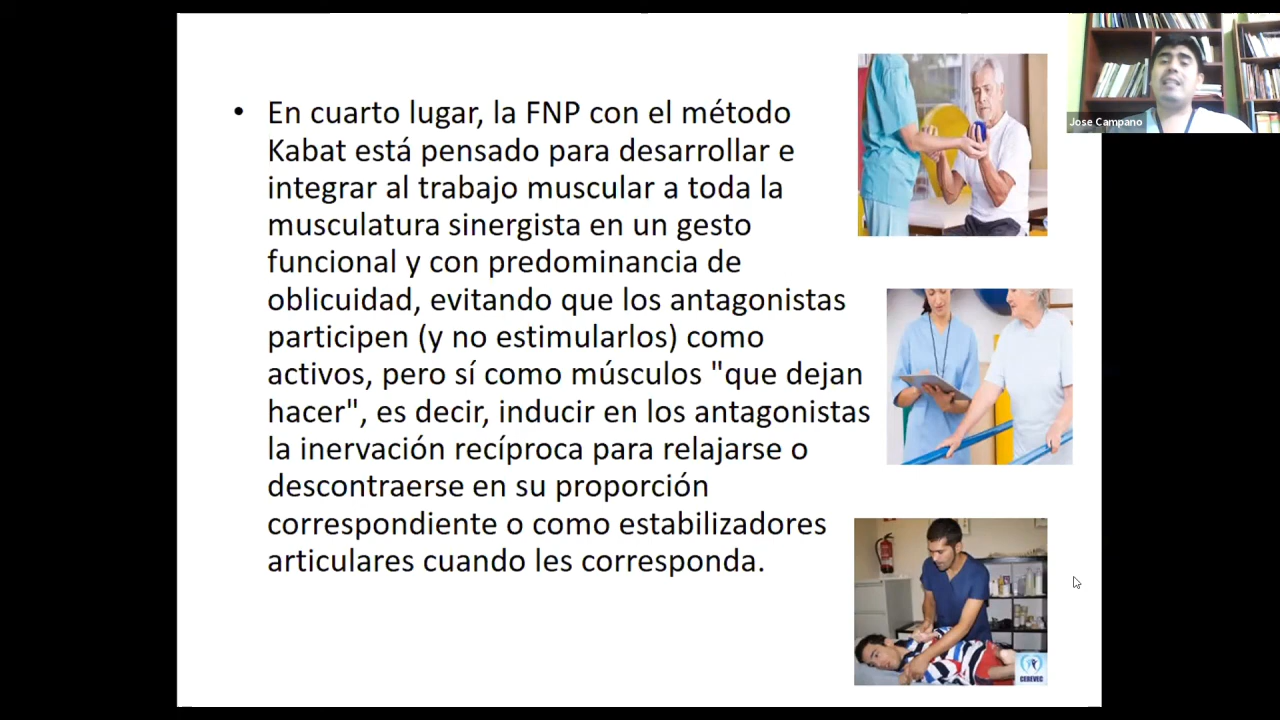 • En cuarto lugar, la FNP con el método
Kabat está pensado para desarrollar e
integrar al trabajo muscular a toda la
musculatura sinergista en un gesto
funcional y con predominancia de
oblicuidad, evitando que los antagonistas
participen (y no estimularlos) como
activos, pero sí como músculos "que dejan
hacer", es decir, inducir en los antagonistas
la inervación recíproca para relajarse o
descontraerse en su proporción
correspondiente o como estabilizadores
articulares cuando les corresponda.
Jose Campano
CEREVEC